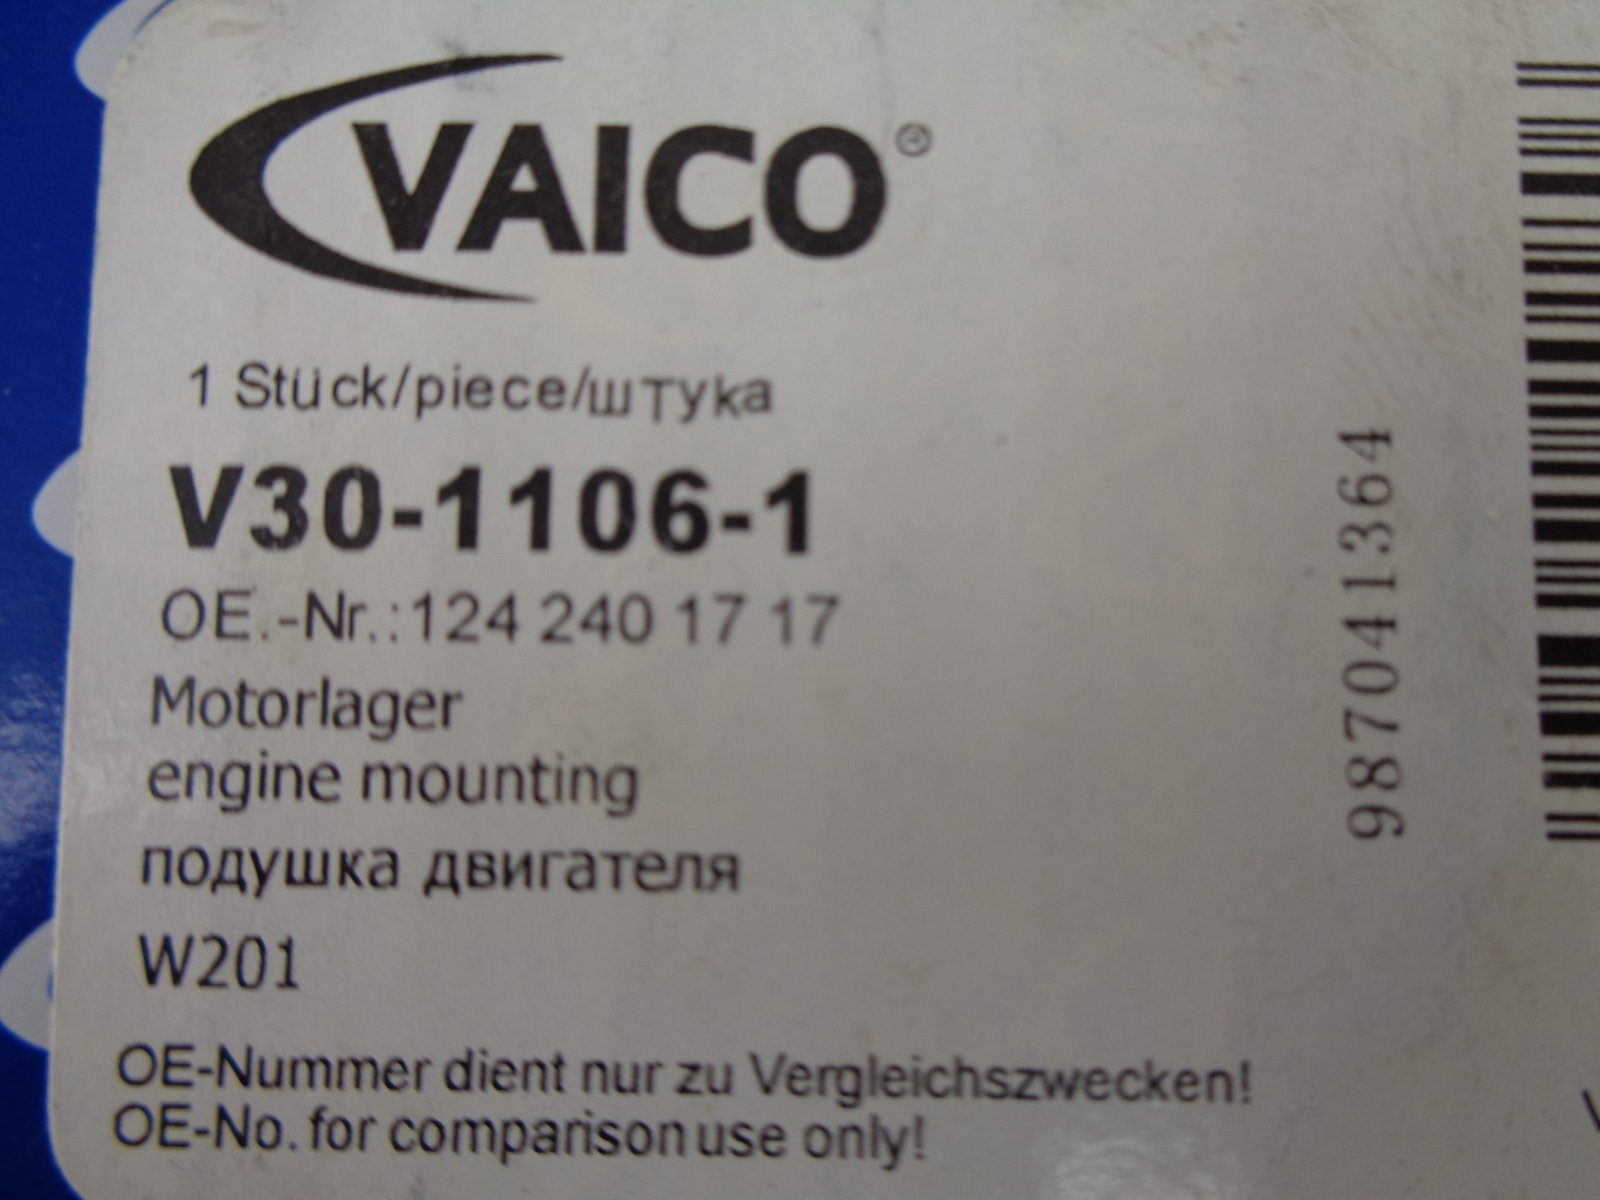 VAICO®
1 Stück/piece/штука
V30-1106-1
OE.-Nr.:124 240 17 17
Motorlager
engine mounting
подушка двигателя
W201
OE-Nummer dient nur zu Vergleichszwecken!
OE-No. for comparison use only!
987041364